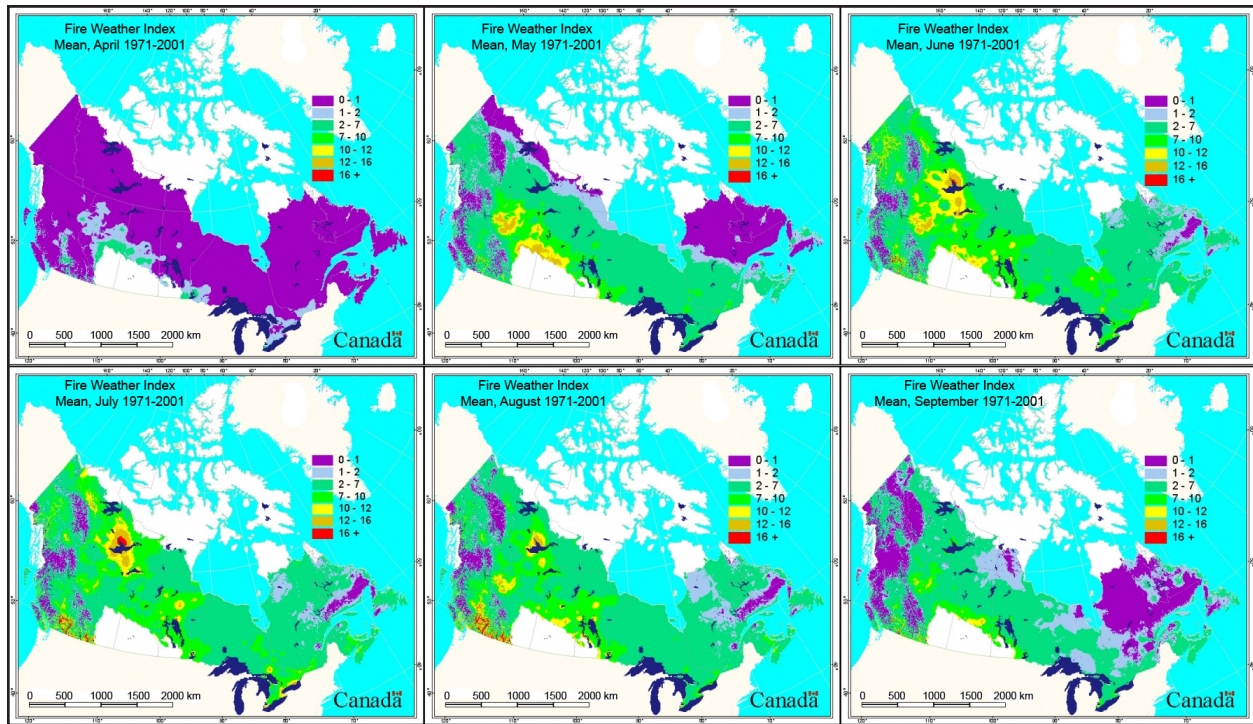 Fire Weather Index
Mean, April 1971-2001
0 - 1
1 - 2
2 - 7
7 - 10
10 - 12
12 - 16
16 +
0 500 1000 1500 2000 km
Canada
Fire Weather Index
Mean, May 1971-2001
0 - 1
1 - 2
2 - 7
7 - 10
10 - 12
12 - 16
16 +
0 500 1000 1500 2000 km
Canada
Fire Weather Index
Mean, June 1971-2001
0 - 1
1 - 2
2 - 7
7 - 10
10 - 12
12 - 16
16 +
0 500 1000 1500 2000 km
Canada
Fire Weather Index
Mean, July 1971-2001
0 - 1
1 - 2
2 - 7
7 - 10
10 - 12
12 - 16
16 +
0 500 1000 1500 2000 km
Canada
Fire Weather Index
Mean, August 1971-2001
0 - 1
1 - 2
2 - 7
7 - 10
10 - 12
12 - 16
16 +
0 500 1000 1500 2000 km
Canada
Fire Weather Index
Mean, September 1971-2001
0 - 1
1 - 2
2 - 7
7 - 10
10 - 12
12 - 16
16 +
0 500 1000 1500 2000 km
Canada